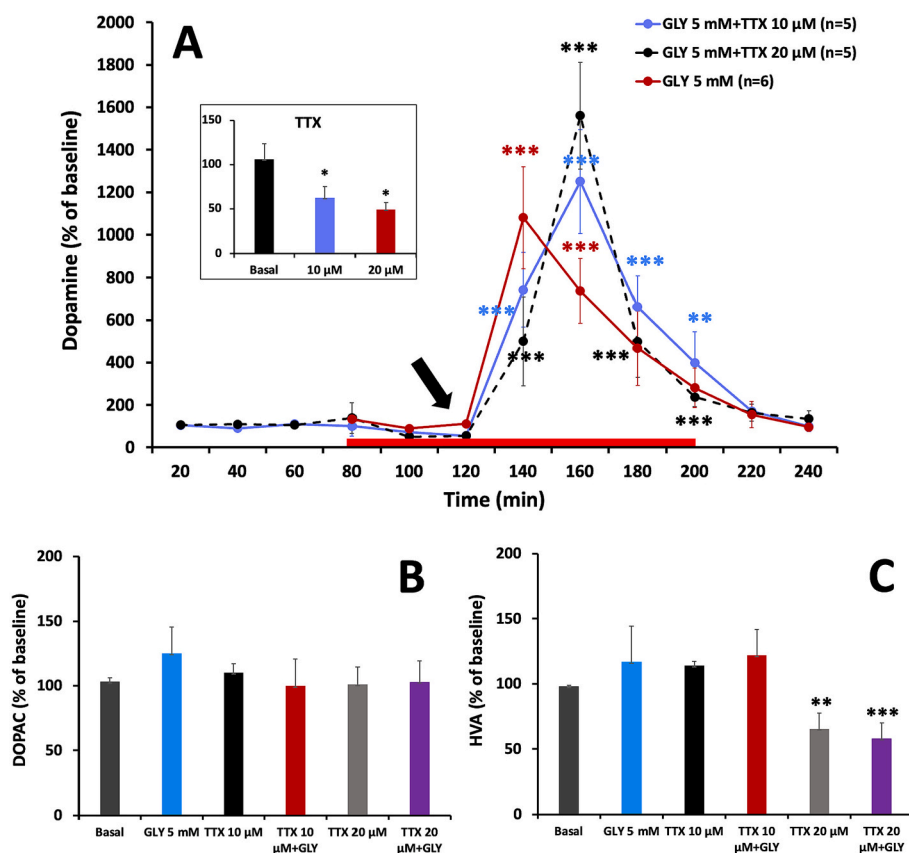 A
Dopamine (% of baseline)
2000
1800
1600
1400
1200
1000
800
600
400
200
0
20 40 60 80 100 120 140 160 180 200 220 240
Time (min)
GLY 5 mM+TTX 10 µM (n=5)
GLY 5 mM+TTX 20 µM (n=5)
GLY 5 mM (n=6)
***
***
***
***
***
***
***
***
**
***
TTX
150
100
50
0
* *
Basal 10 µM 20 µM
B
DOPAC (% of baseline)
200
150
100
50
0
Basal GLY 5 mM TTX 10 µM TTX 10 µM+GLY TTX 20 µM TTX 20 µM+GLY
C
HVA (% of baseline)
200
150
100
50
0
** ***
Basal GLY 5 mM TTX 10 µM TTX 10 µM+GLY TTX 20 µM TTX 20 µM+GLY